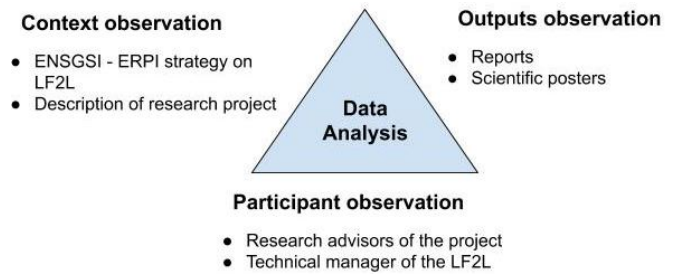 Context observation
● ENSGSI - ERPI strategy on
LF2L
● Description of research project
Outputs observation
● Reports
● Scientific posters
Data
Analysis
Participant observation
● Research advisors of the project
● Technical manager of the LF2L